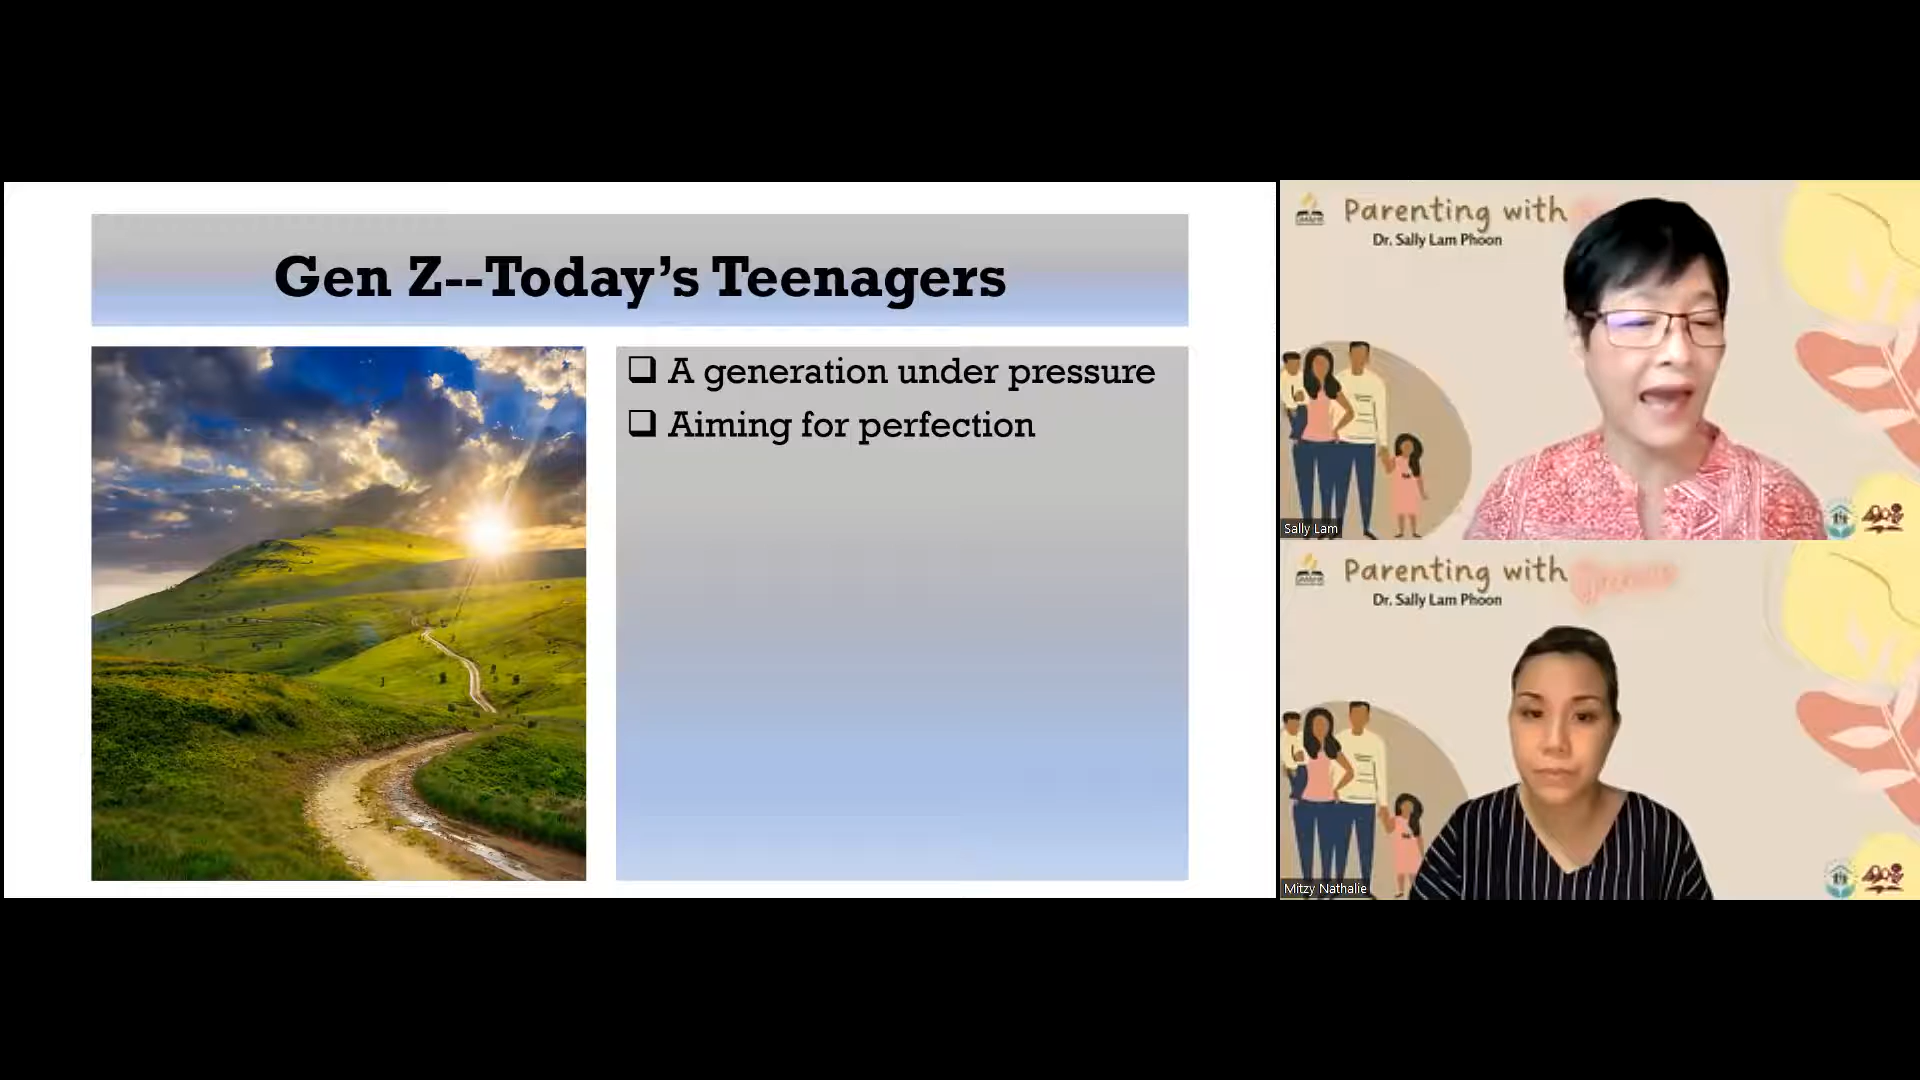 Gen Z--Today's Teenagers
❑ A generation under pressure
❑ Aiming for perfection
Parenting with
Dr. Sally Lam Phoon
Sally Lam
Parenting with
Dr. Sally Lam Phoon
Mitzy Nathalie